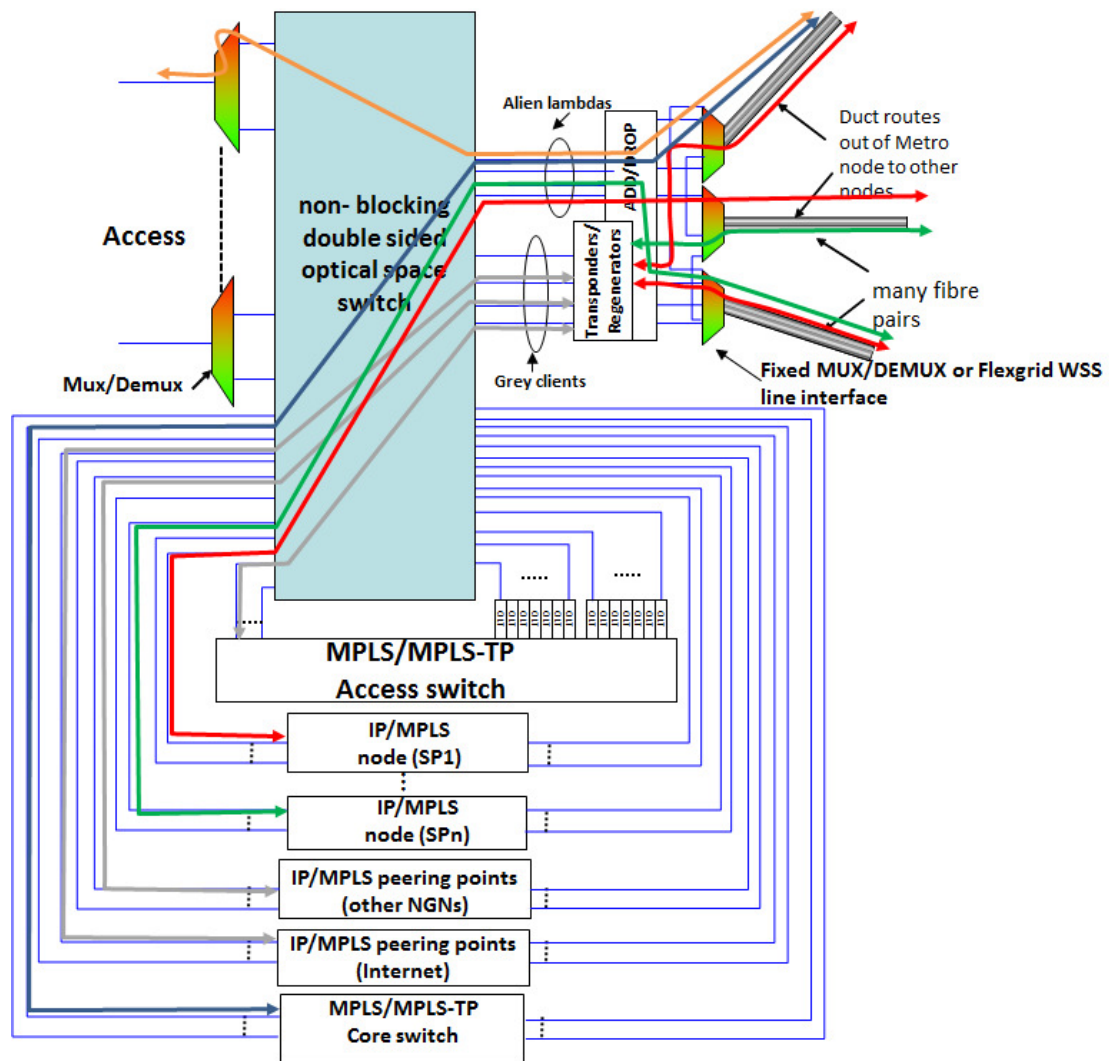 Alien lambdas
Duct routes
out of Metro
node to other
nodes
Access
non- blocking
double sided
optical space
switch
ADD/DROP
Transponders/
Regenerators
many fibre
pairs
Mux/Demux
Grey clients
Fixed MUX/DEMUX or Flexgrid WSS
line interface
.....
.....
.....
MPLS/MPLS-TP
Access switch
IP/MPLS
node (SP1)
IP/MPLS
node (SPn)
IP/MPLS peering points
(other NGNs)
IP/MPLS peering points
(Internet)
MPLS/MPLS-TP
Core switch